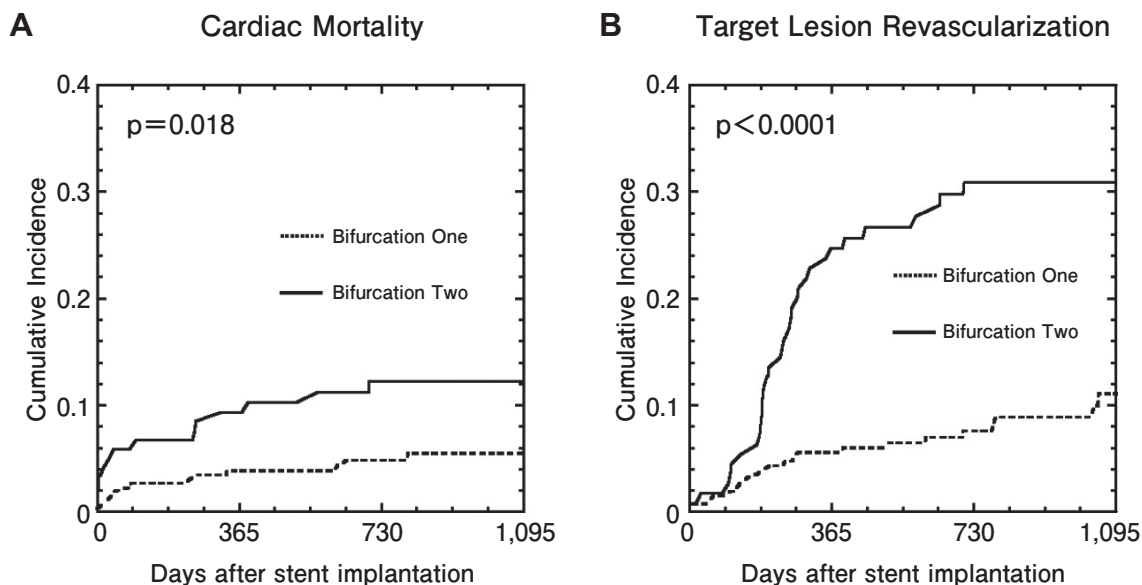 A Cardiac Mortality
0.4
p=0.018
0.3
Bifurcation One
Bifurcation Two
0.2
0.1
0
0 365 730 1,095
Cumulative Incidence
Days after stent implantation
B Target Lesion Revascularization
0.4
p<0.0001
0.3
Bifurcation One
0.2
Bifurcation Two
0.1
0
0 365 730 1,095
Cumulative Incidence
Days after stent implantation